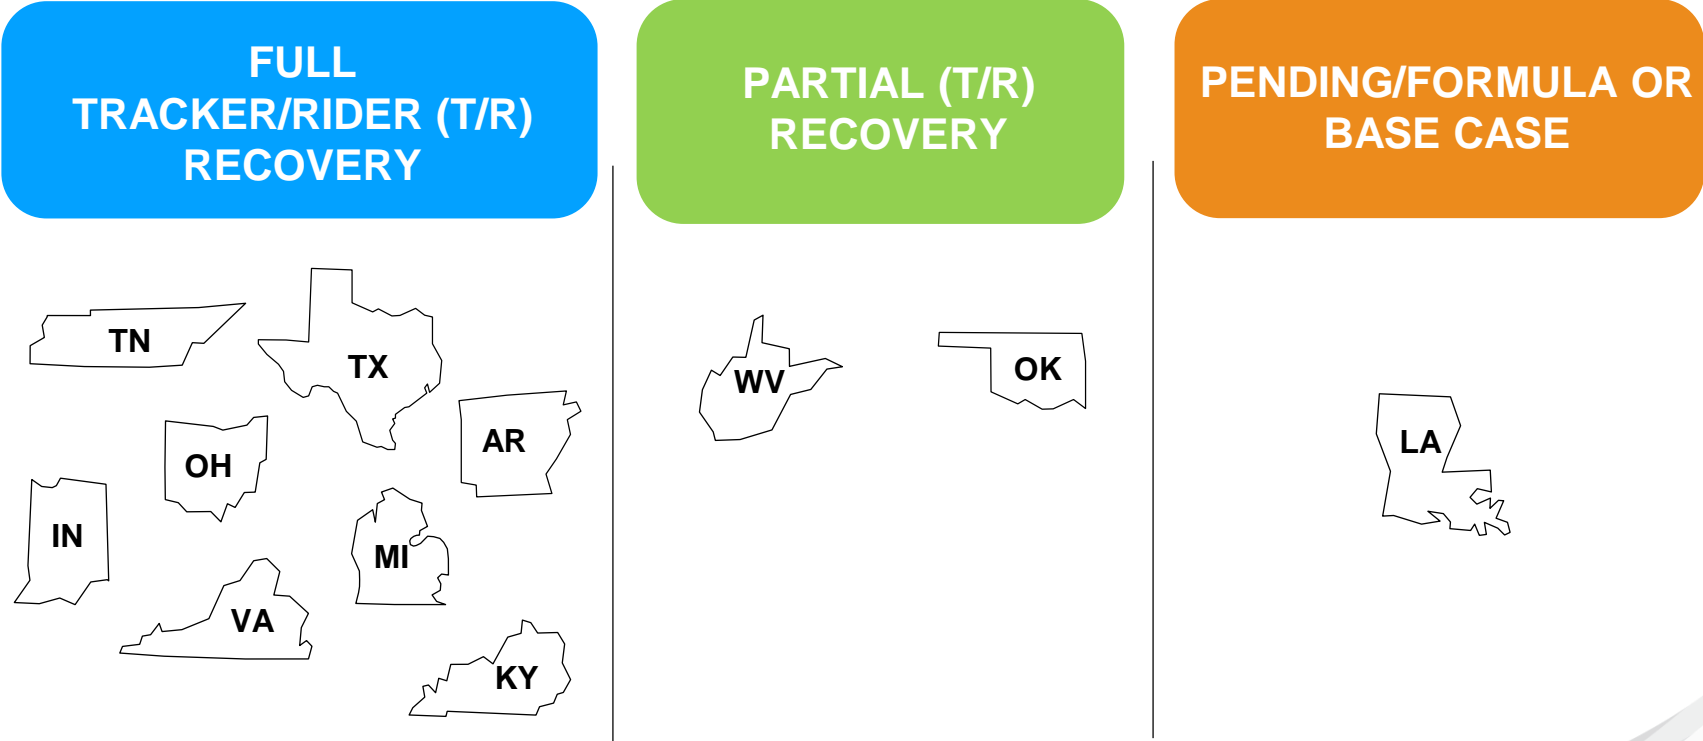 FULL
TRACKER/RIDER (T/R)
RECOVERY
PARTIAL (T/R)
RECOVERY
PENDING/FORMULA OR
BASE CASE
TN
TX
AR
OH
IN
MI
VA
KY
WV
OK
LA